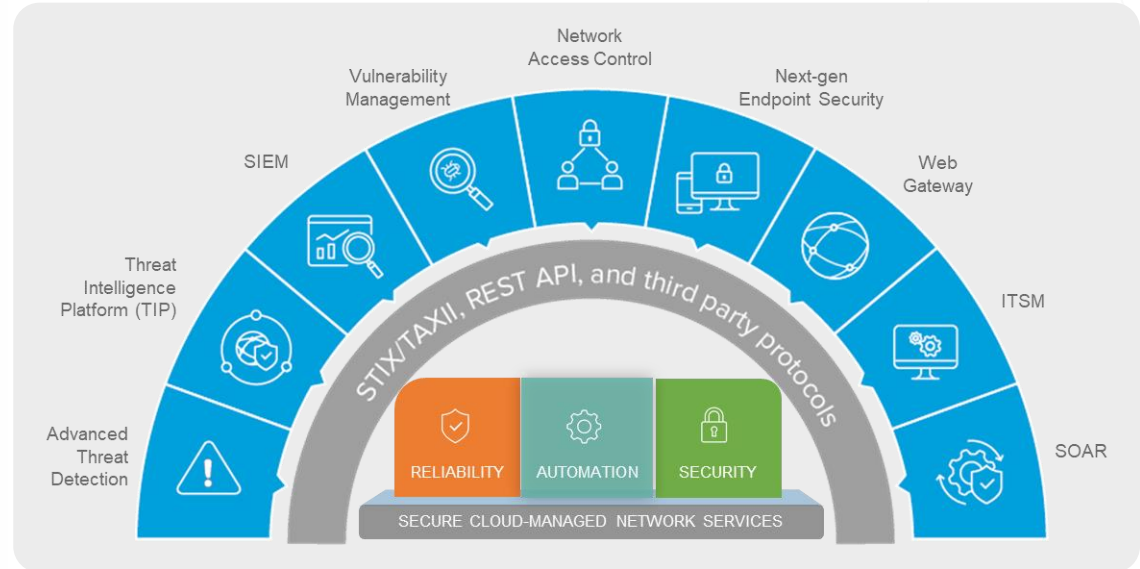 Network
Access Control
Vulnerability
Management
Next-gen
Endpoint Security
SIEM
Web
Gateway
Threat
Intelligence
Platform (TIP)
ITSM
Advanced
Threat
Detection
SOAR
STIX/TAXII, REST API, and third party protocols
RELIABILITY
AUTOMATION
SECURITY
SECURE CLOUD-MANAGED NETWORK SERVICES